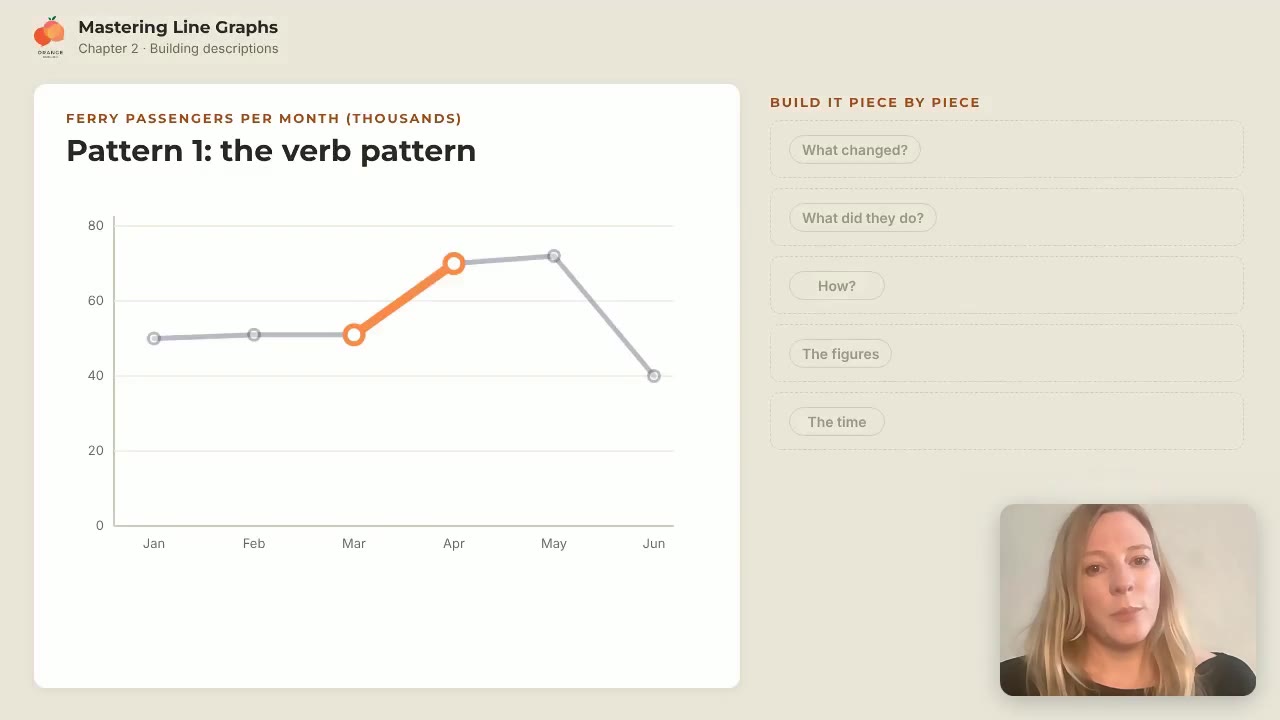 Mastering Line Graphs
Chapter 2 · Building descriptions
ORANGE
FERRY PASSENGERS PER MONTH (THOUSANDS)
Pattern 1: the verb pattern
80
60
40
20
0
Jan Feb Mar Apr May Jun
BUILD IT PIECE BY PIECE
What changed?
What did they do?
How?
The figures
The time